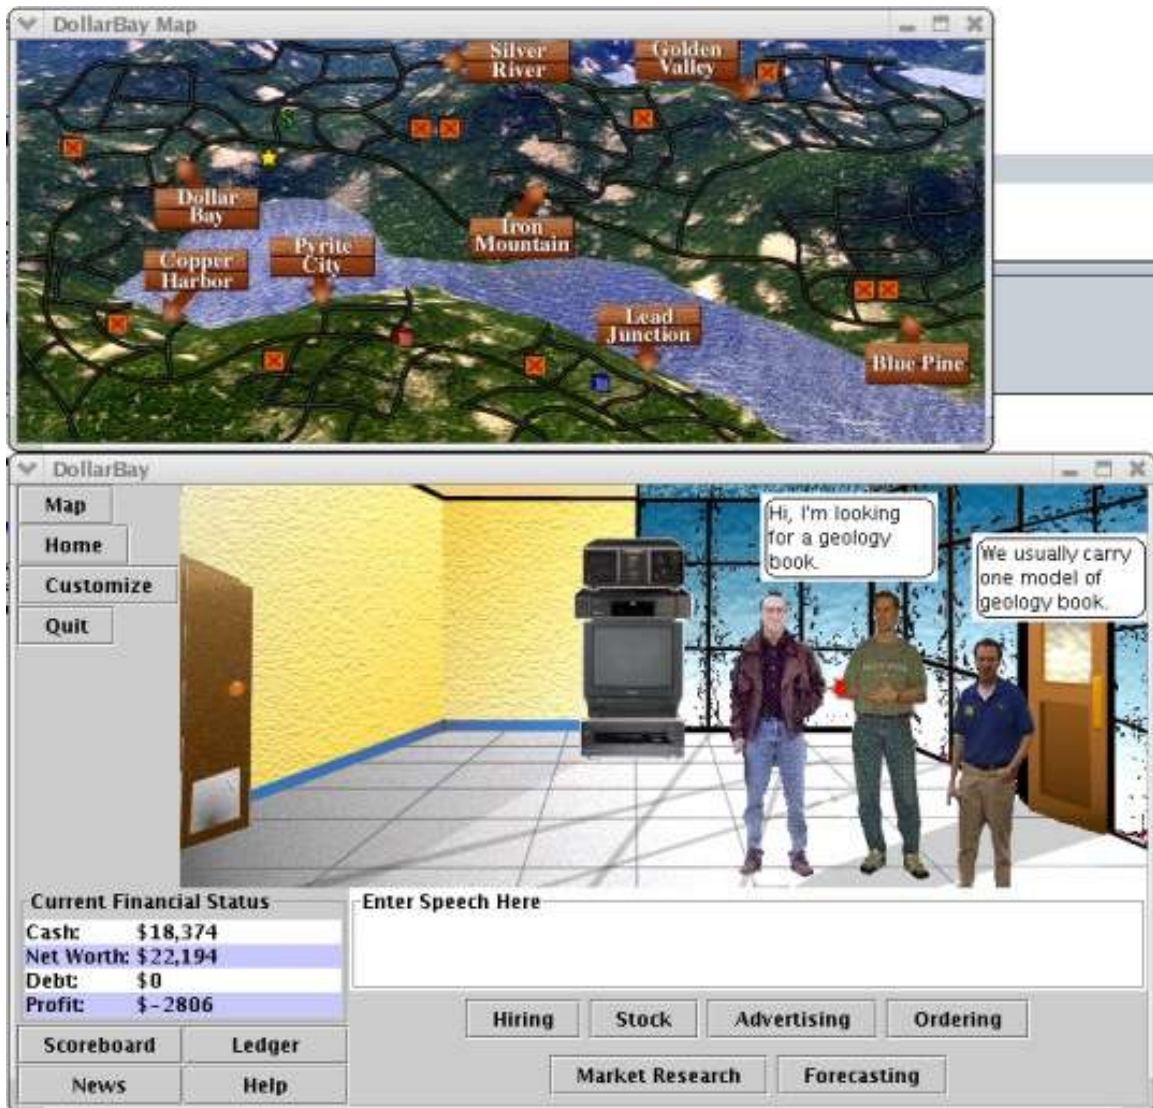 DollarBay Map
Silver
River
Golden
Valley
$
Dollar
Bay
Iron
Mountain
Copper
Harbor
Pyrite
City
Lead
Junction
Blue Pine
DollarBay
Map
Home
Customize
Quit
Hi, I'm looking
for a geology
book.
We usually carry
one model of
geology book.
Current Financial Status
Cash: $18,374
Net Worth: $22,194
Debt: $0
Profit: $-2806
Enter Speech Here
Hiring Stock Advertising Ordering
Scoreboard Ledger
Market Research Forecasting
News Help